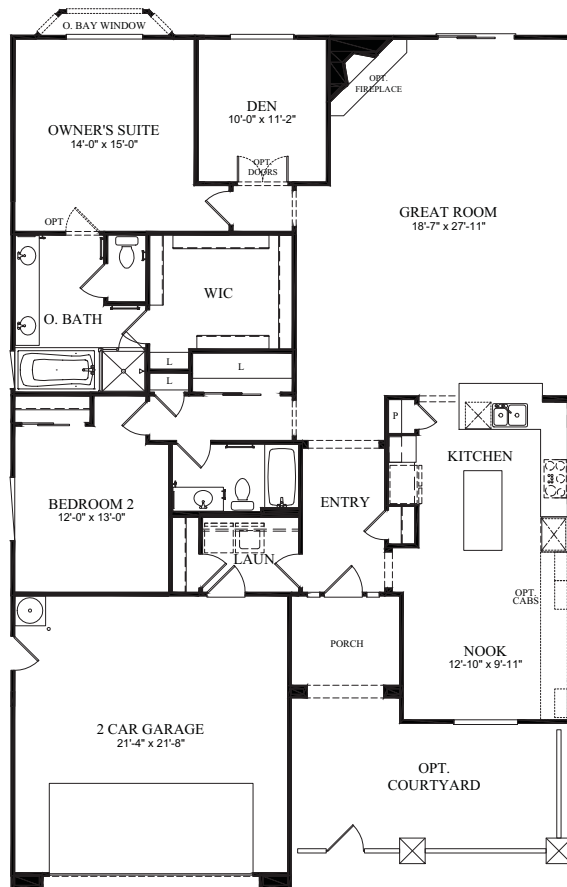 O. BAY WINDOW
DEN
10'-0" x 11'-2"
OPT.
FIREPLACE
OWNER'S SUITE
14'-0" x 15'-0"
OPT.
DOORS
OPT
GREAT ROOM
18'-7" x 27'-11"
WIC
O. BATH
L
L
L
P
KITCHEN
BEDROOM 2
12'-0" x 13'-0"
ENTRY
LAUN
OPT.
CABS
PORCH
NOOK
12'-10" x 9'-11"
2 CAR GARAGE
21'-4" x 21'-8"
OPT.
COURTYARD